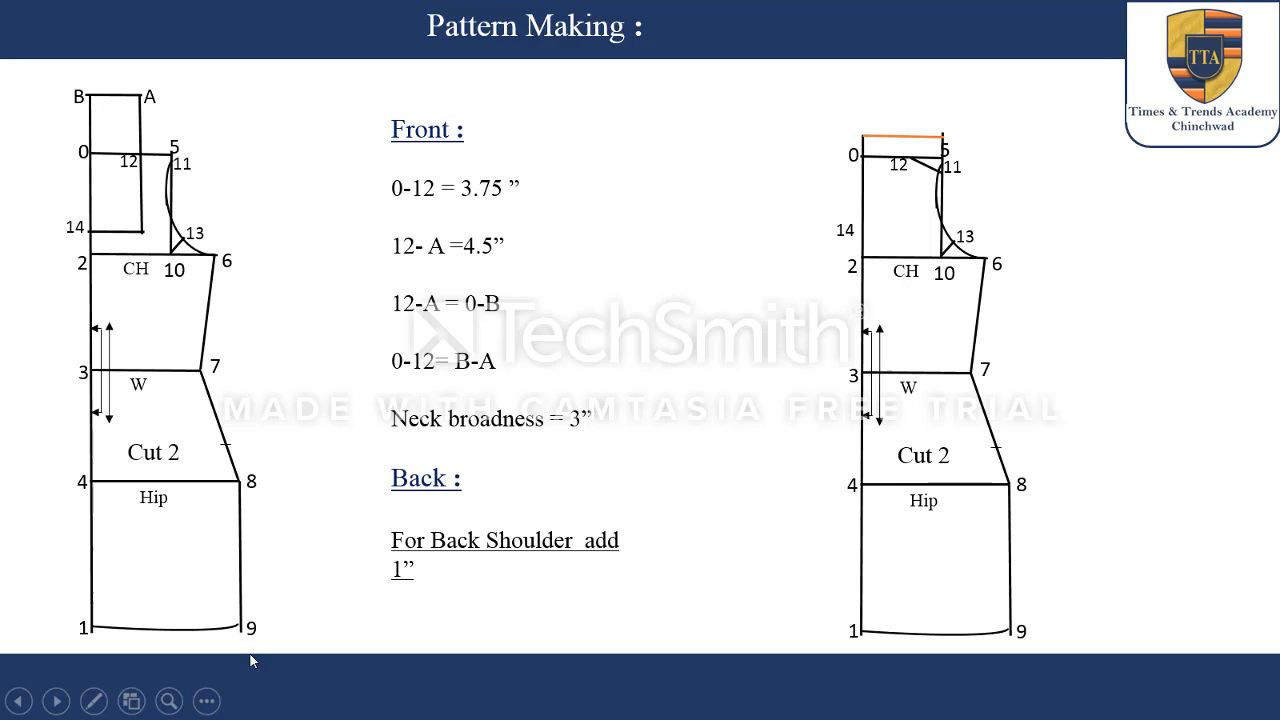 Pattern Making :
TTA
Times & Trends Academy
Chinchwad
B
A
0
12
5
11
14
13
2
CH
10
6
3
W
7
Cut 2
4
Hip
8
1
9
Front :
0-12 = 3.75 ”
12- A =4.5”
12-A = 0-B
0-12= B-A
Neck broadness = 3”
Back :
For Back Shoulder add
1”
0
12
5
11
14
13
2
CH
10
6
3
W
7
Cut 2
4
Hip
8
1
9
TechSmith®
MADE WITH CAMTASIA FREE TRIAL